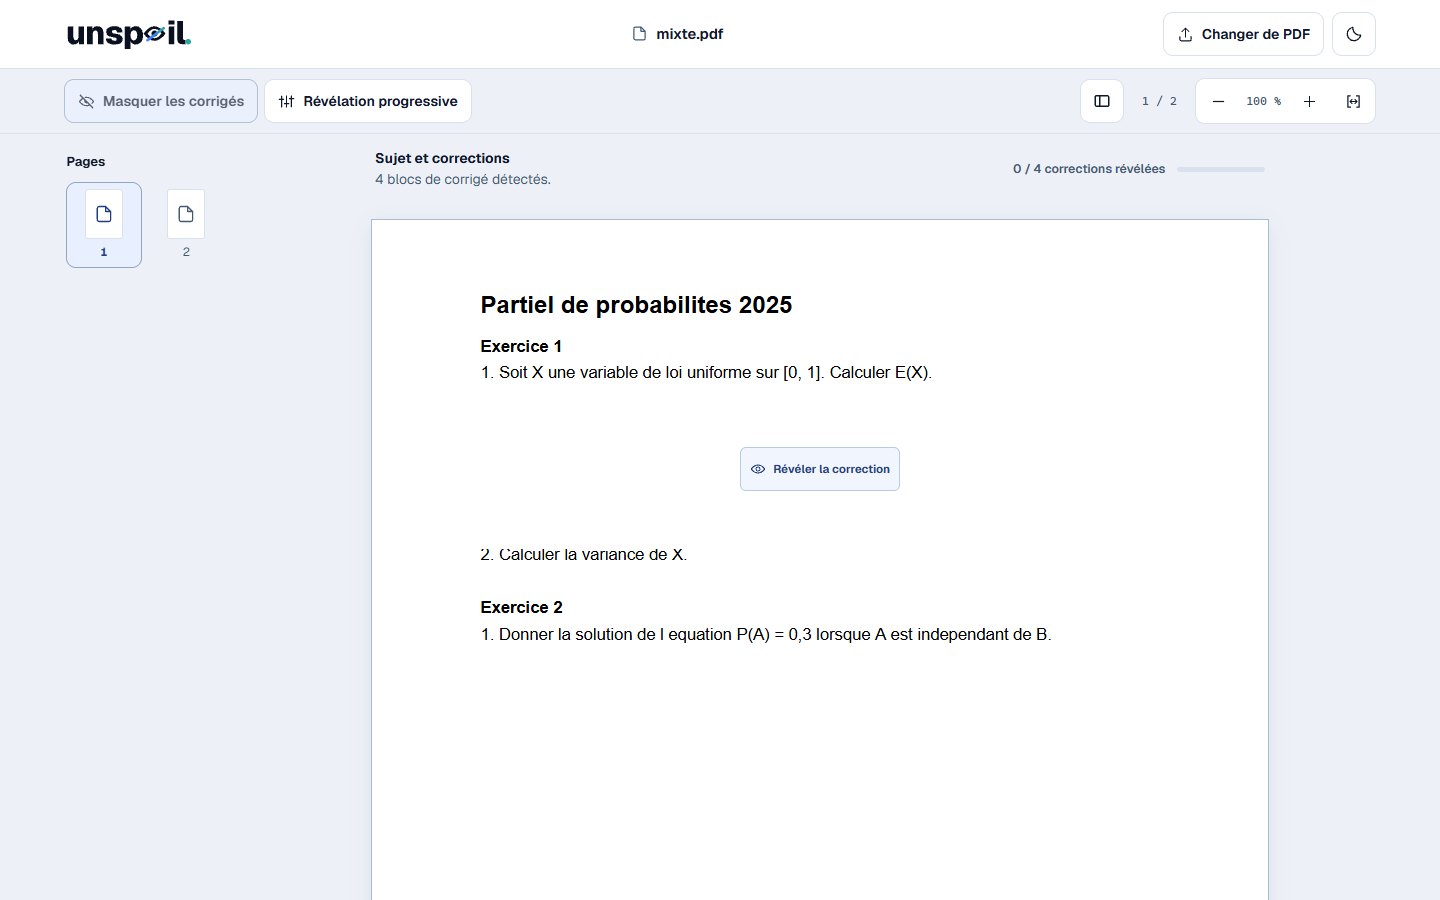 unspoil.
mixte.pdf
Changer de PDF
Masquer les corrigés
Révélation progressive
1 / 2
100 %
Pages
1
2
Sujet et corrections
4 blocs de corrigé détectés.
0 / 4 corrections révélées
Partiel de probabilites 2025
Exercice 1
1. Soit X une variable de loi uniforme sur [0, 1]. Calculer E(X).
Révéler la correction
2. Calculer la variance de X.
Exercice 2
1. Donner la solution de l equation P(A) = 0,3 lorsque A est independant de B.